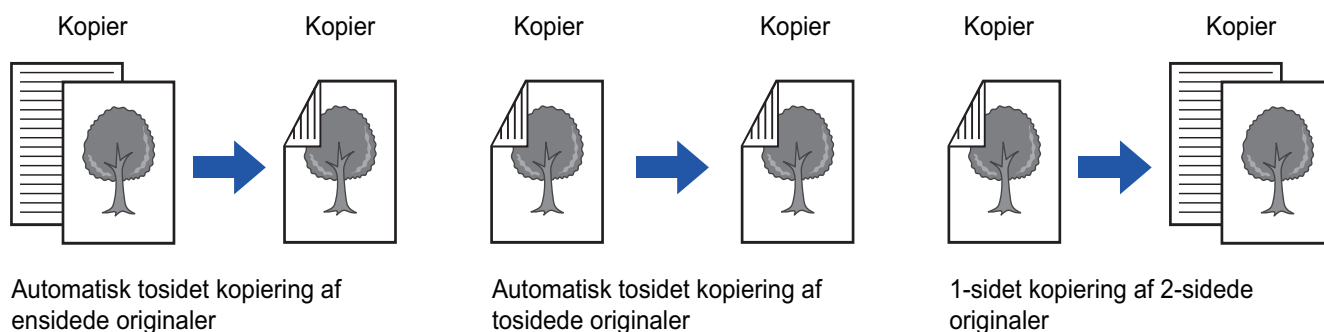 Kopier
Kopier
Kopier
Kopier
Kopier
Kopier
Automatisk tosidet kopiering af
ensidede originaler
Automatisk tosidet kopiering af
tosidede originaler
1-sidet kopiering af 2-sidede
originaler